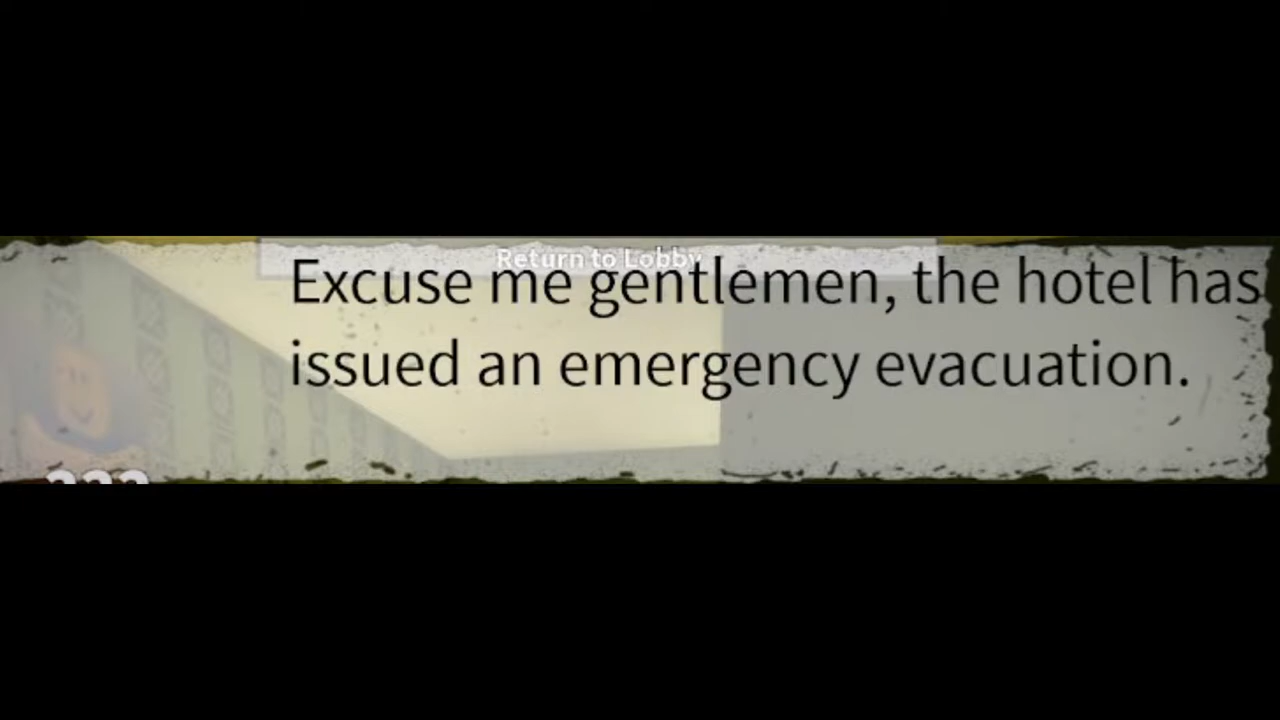 Return to Lobby
Excuse me gentlemen, the hotel has
issued an emergency evacuation.
???